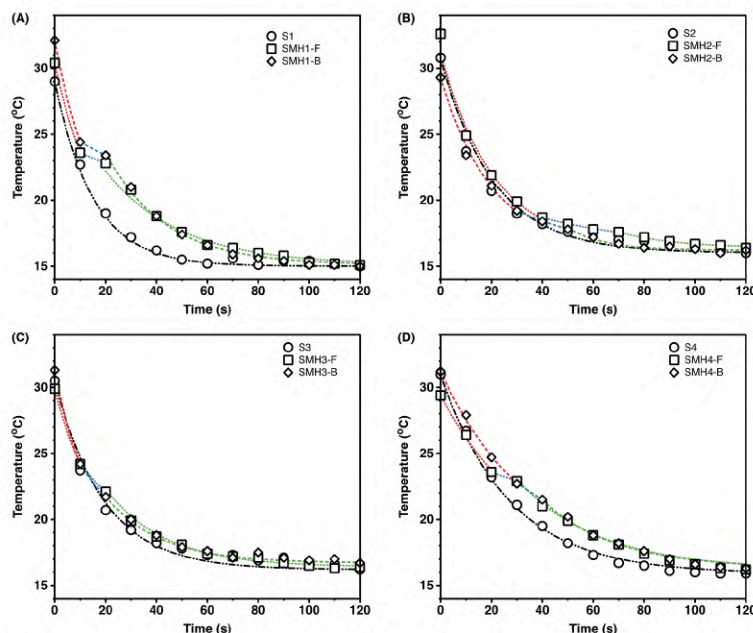 (A)
S1
SMH1-F
SMH1-B
30
25
20
15
Temperature (°C)
0 20 40 60 80 100 120
Time (s)
(B)
S2
SMH2-F
SMH2-B
30
25
20
15
Temperature (°C)
0 20 40 60 80 100 120
Time (s)
(C)
S3
SMH3-F
SMH3-B
30
25
20
15
Temperature (°C)
0 20 40 60 80 100 120
Time (s)
(D)
S4
SMH4-F
SMH4-B
30
25
20
15
Temperature (°C)
0 20 40 60 80 100 120
Time (s)